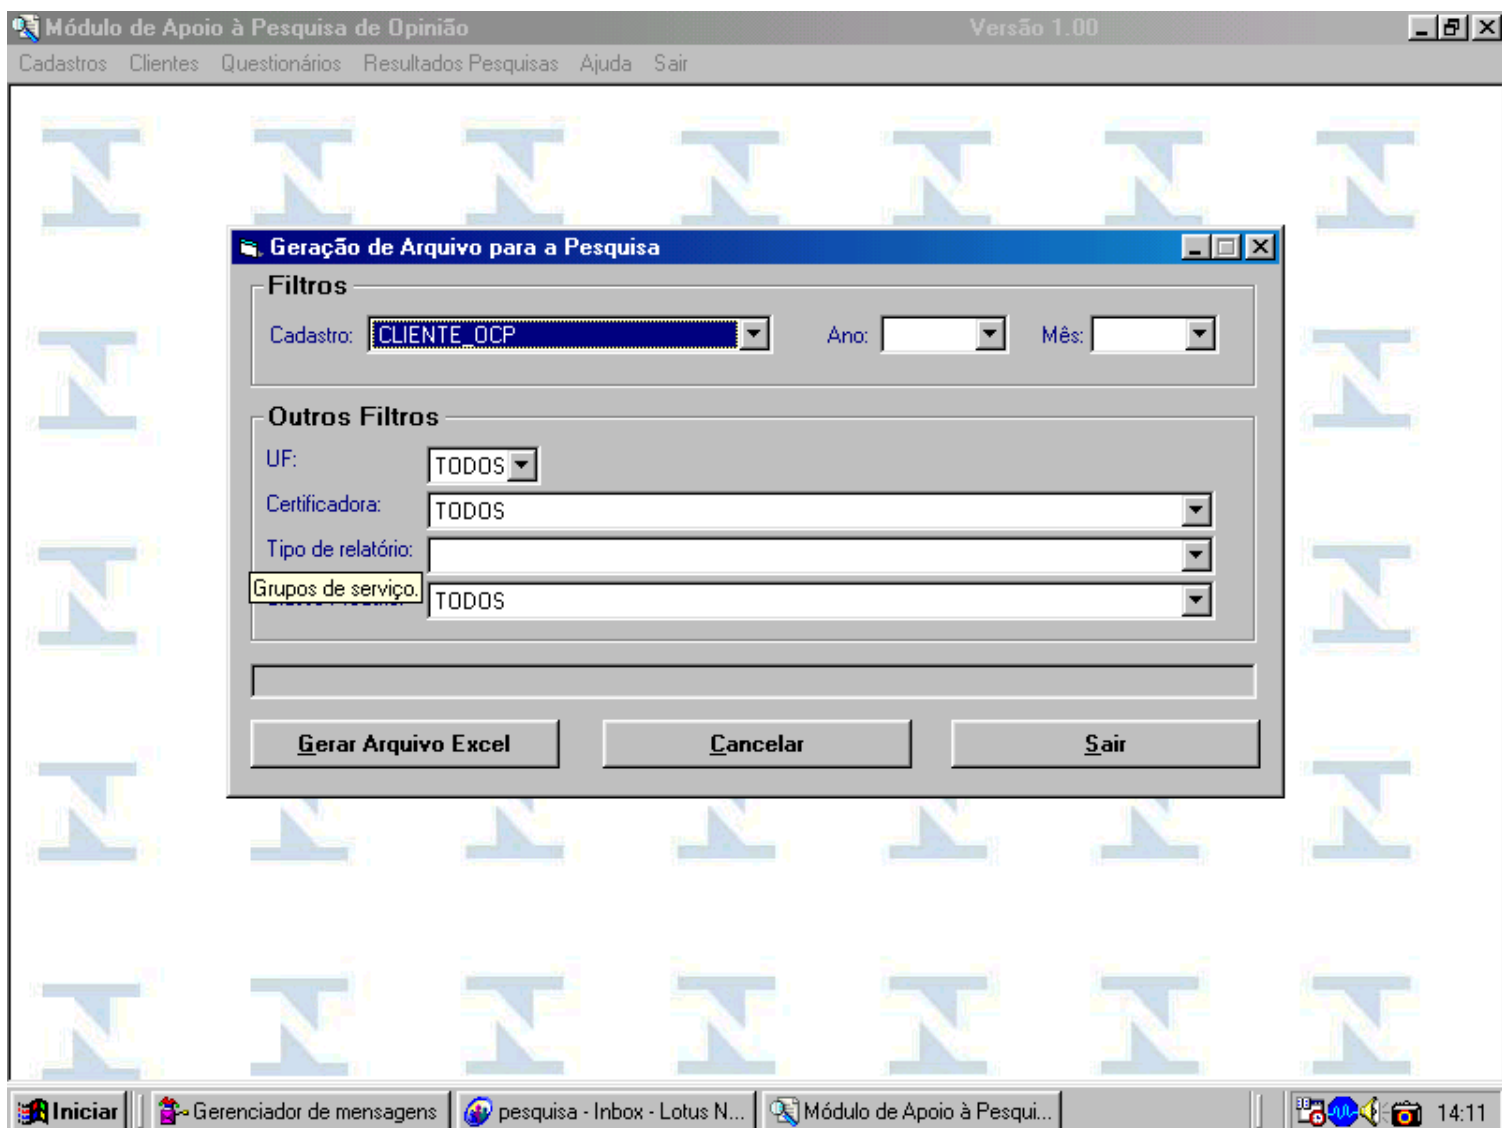 Módulo de Apoio à Pesquisa de Opinião Versão 1.00
Cadastros Clientes Questionários Resultados Pesquisas Ajuda Sair
Geração de Arquivo para a Pesquisa
Filtros
Cadastro: CLIENTE_OCP Ano: Mês:
Outros Filtros
UF: TODOS
Certificadora: TODOS
Tipo de relatório:
Grupos de serviço.
TODOS
Gerar Arquivo Excel Cancelar Sair
Iniciar Gerenciador de mensagens pesquisa - Inbox - Lotus N... Módulo de Apoio à Pesqui... 14:11